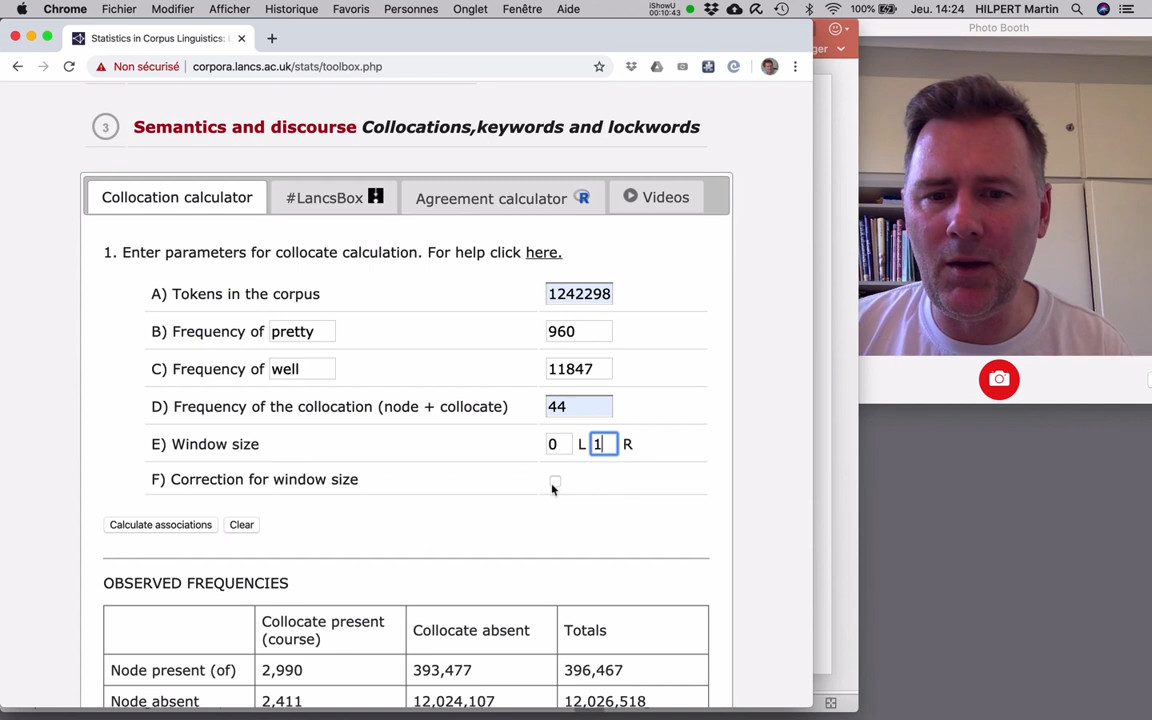 Chrome Fichier Modifier Afficher Historique Favoris Personnes Onglet Fenêtre Aide iShowU 00:10:43 100% Jeu. 14:24 HILPERT Martin
Photo Booth
Statistics in Corpus Linguistics:
ger
Non sécurisé corpora.lancs.ac.uk/stats/toolbox.php
3 Semantics and discourse Collocations,keywords and lockwords
Collocation calculator #LancsBox Agreement calculator R Videos
1. Enter parameters for collocate calculation. For help click here.
A) Tokens in the corpus 1242298
B) Frequency of pretty 960
C) Frequency of well 11847
D) Frequency of the collocation (node + collocate) 44
E) Window size 0 L 1 R
F) Correction for window size
Calculate associations Clear
OBSERVED FREQUENCIES
Collocate present (course) Collocate absent Totals
Node present (of) 2,990 393,477 396,467
Node absent 2,411 12,024,107 12,026,518